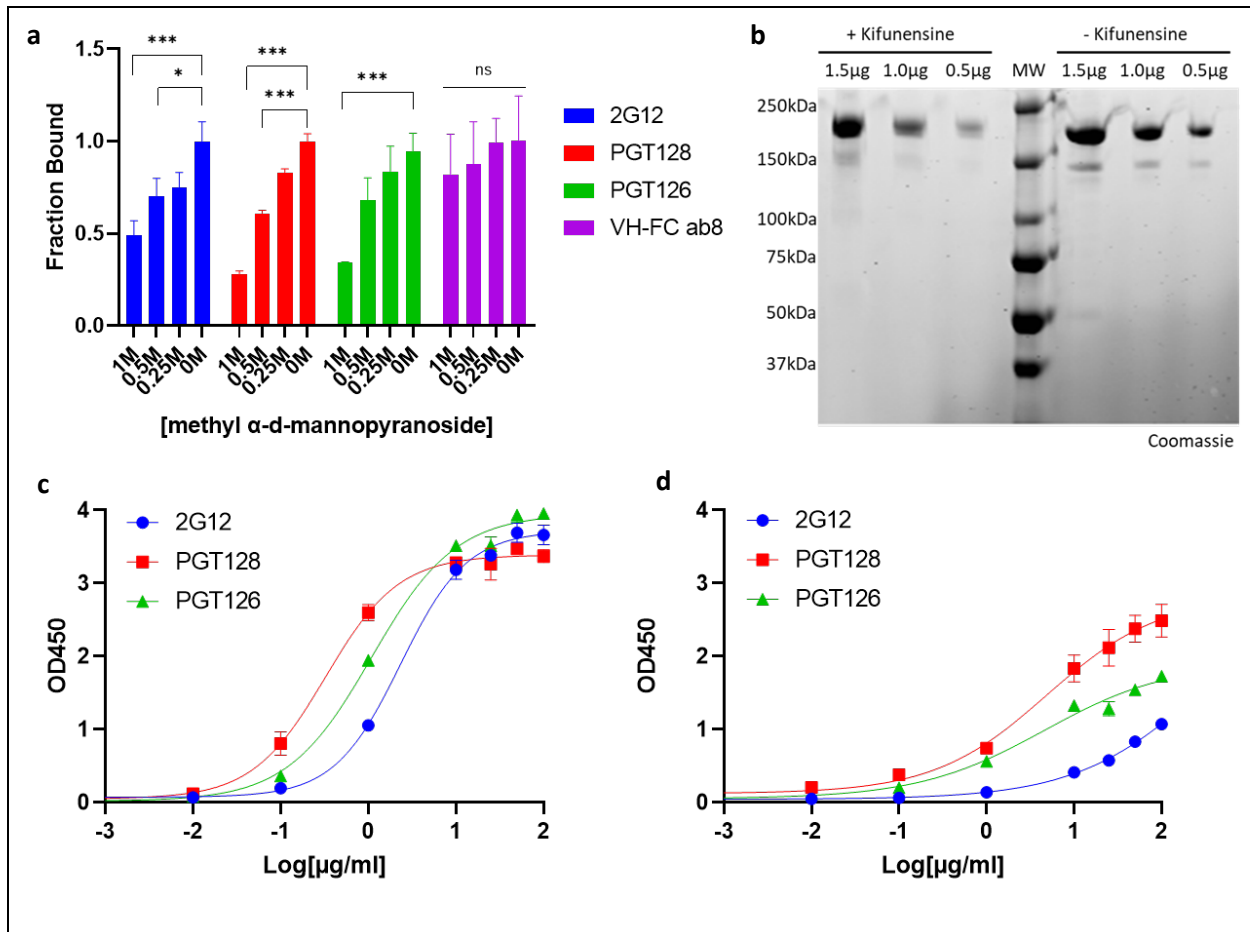 a
1.5
1.0
0.5
0.0
Fraction Bound
***
*
***
***
***
ns
2G12
PGT128
PGT126
VH-FC ab8
1M 0.5M 0.25M 0M 1M 0.5M 0.25M 0M 1M 0.5M 0.25M 0M 1M 0.5M 0.25M 0M
[methyl α-d-mannopyranoside]
b
+ Kifunensine - Kifunensine
1.5µg 1.0µg 0.5µg MW 1.5µg 1.0µg 0.5µg
250kDa
150kDa
100kDa
75kDa
50kDa
37kDa
Coomassie
c
2G12
PGT128
PGT126
4
3
2
1
0
OD450
-3 -2 -1 0 1 2
Log[µg/ml]
d
2G12
PGT128
PGT126
4
3
2
1
0
OD450
-3 -2 -1 0 1 2
Log[µg/ml]